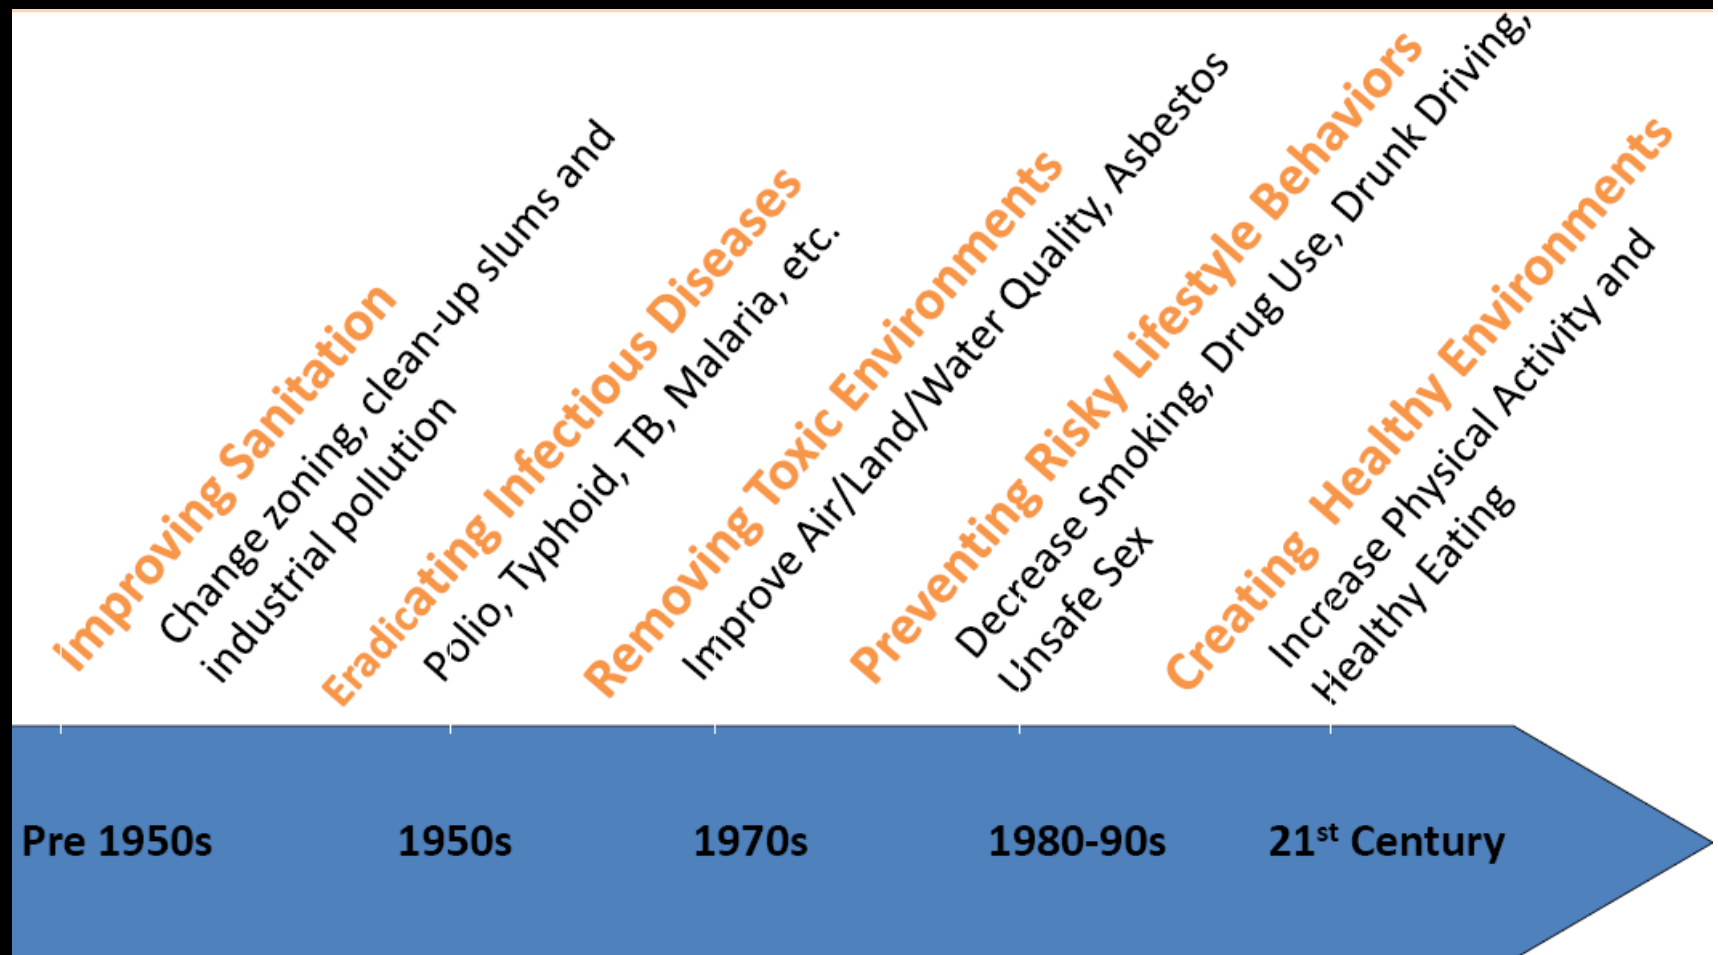 Improving Sanitation
Change zoning, clean-up slums and
industrial pollution
Eradicating Infectious Diseases
Polio, Typhoid, TB, Malaria, etc.
Removing Toxic Environments
Improve Air/Land/Water Quality, Asbestos
Preventing Risky Lifestyle Behaviors
Decrease Smoking, Drug Use, Drunk Driving,
Unsafe Sex
Creating Healthy Environments
Increase Physical Activity and
Healthy Eating
Pre 1950s
1950s
1970s
1980-90s
21st Century